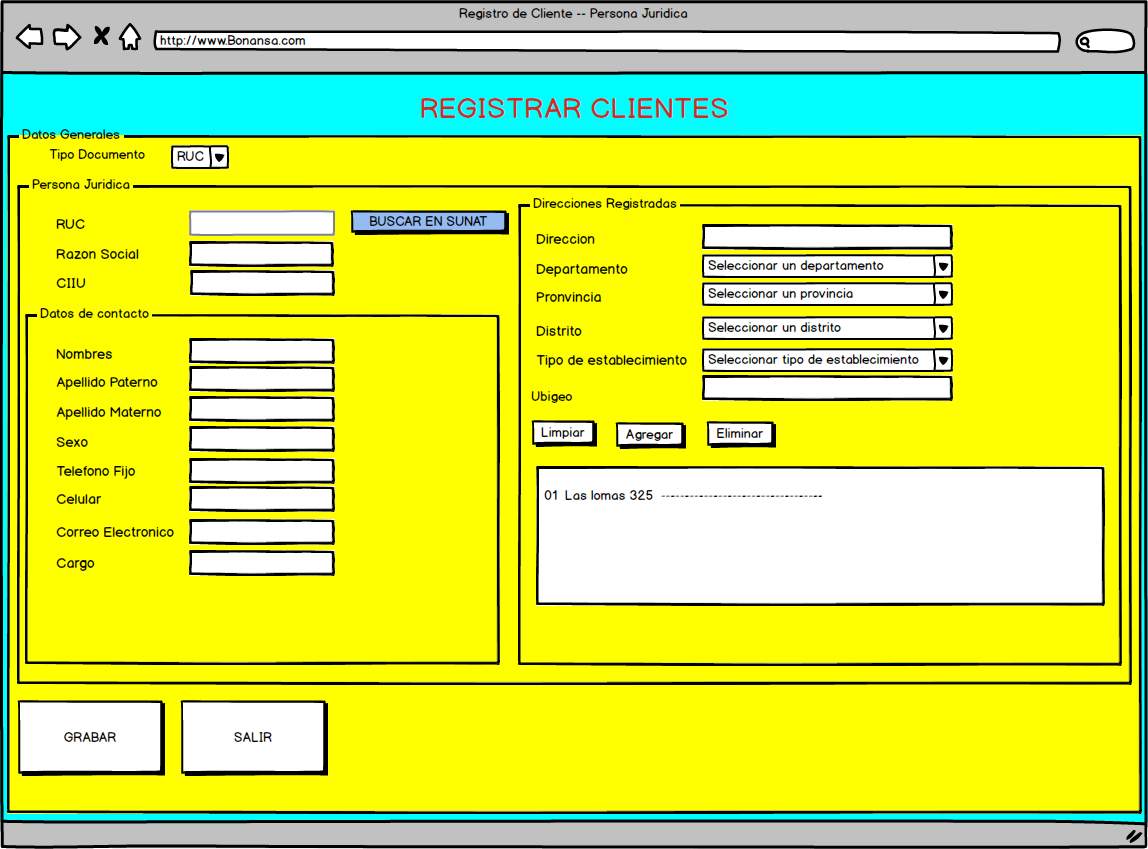 Registro de Cliente -- Persona Juridica
http://www.Bonansa.com
REGISTRAR CLIENTES
Datos Generales
Tipo Documento RUC
Persona Juridica
RUC BUSCAR EN SUNAT
Razon Social
CIIU
Datos de contacto
Nombres
Apellido Paterno
Apellido Materno
Sexo
Telefono Fijo
Celular
Correo Electronico
Cargo
Direcciones Registradas
Direccion
Departamento Seleccionar un departamento
Pronvincia Seleccionar un provincia
Distrito Seleccionar un distrito
Tipo de establecimiento Seleccionar tipo de establecimiento
Ubigeo
Limpiar Agregar Eliminar
01 Las lomas 325 ----------------------------------
GRABAR SALIR